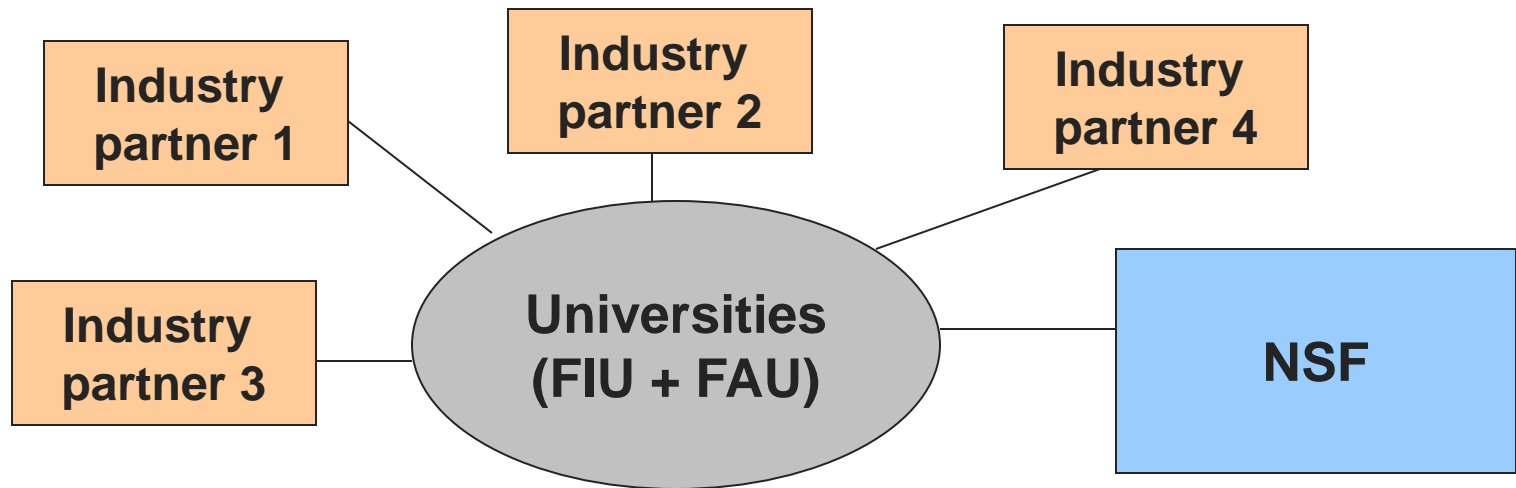 Industry
partner 1
Industry
partner 2
Industry
partner 4
Industry
partner 3
Universities
(FIU + FAU)
NSF